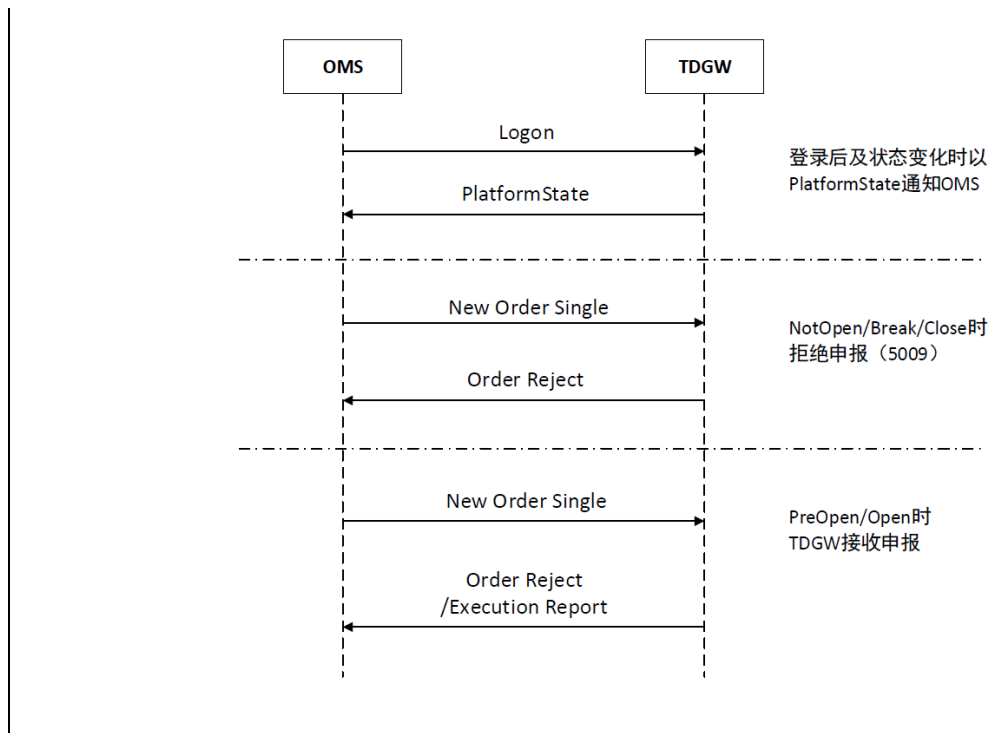 OMS
TDGW
Logon
登录后及状态变化时以
PlatformState通知OMS
PlatformState
New Order Single
NotOpen/Break/Close时
拒绝申报（5009）
Order Reject
New Order Single
PreOpen/Open时
TDGW接收申报
Order Reject
/Execution Report